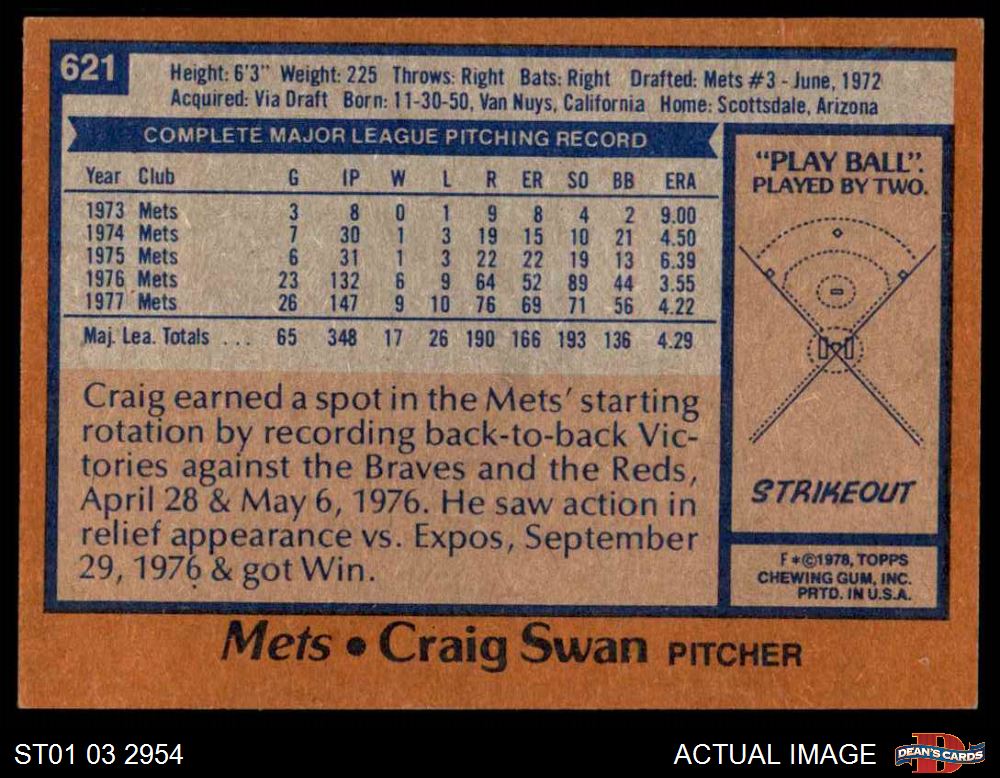 621
Height: 6'3" Weight: 225 Throws: Right Bats: Right Drafted: Mets #3 - June, 1972
Acquired: Via Draft Born: 11-30-50, Van Nuys, California Home: Scottsdale, Arizona
COMPLETE MAJOR LEAGUE PITCHING RECORD
Year Club G IP W L R ER SO BB ERA
1973 Mets 3 8 0 1 9 8 4 2 9.00
1974 Mets 7 30 1 3 19 15 10 21 4.50
1975 Mets 6 31 1 3 22 22 19 13 6.39
1976 Mets 23 132 6 9 64 52 89 44 3.55
1977 Mets 26 147 9 10 76 69 71 56 4.22
Maj. Lea. Totals . . . 65 348 17 26 190 166 193 136 4.29
Craig earned a spot in the Mets' starting
rotation by recording back-to-back Vic-
tories against the Braves and the Reds,
April 28 & May 6, 1976. He saw action in
relief appearance vs. Expos, September
29, 1976 & got Win.
"PLAY BALL".
PLAYED BY TWO.
STRIKEOUT
F*©1978, TOPPS
CHEWING GUM, INC.
PRTD. IN U.S.A.
Mets • Craig Swan PITCHER
ST01 03 2954
ACTUAL IMAGE
DEAN'S CARDS